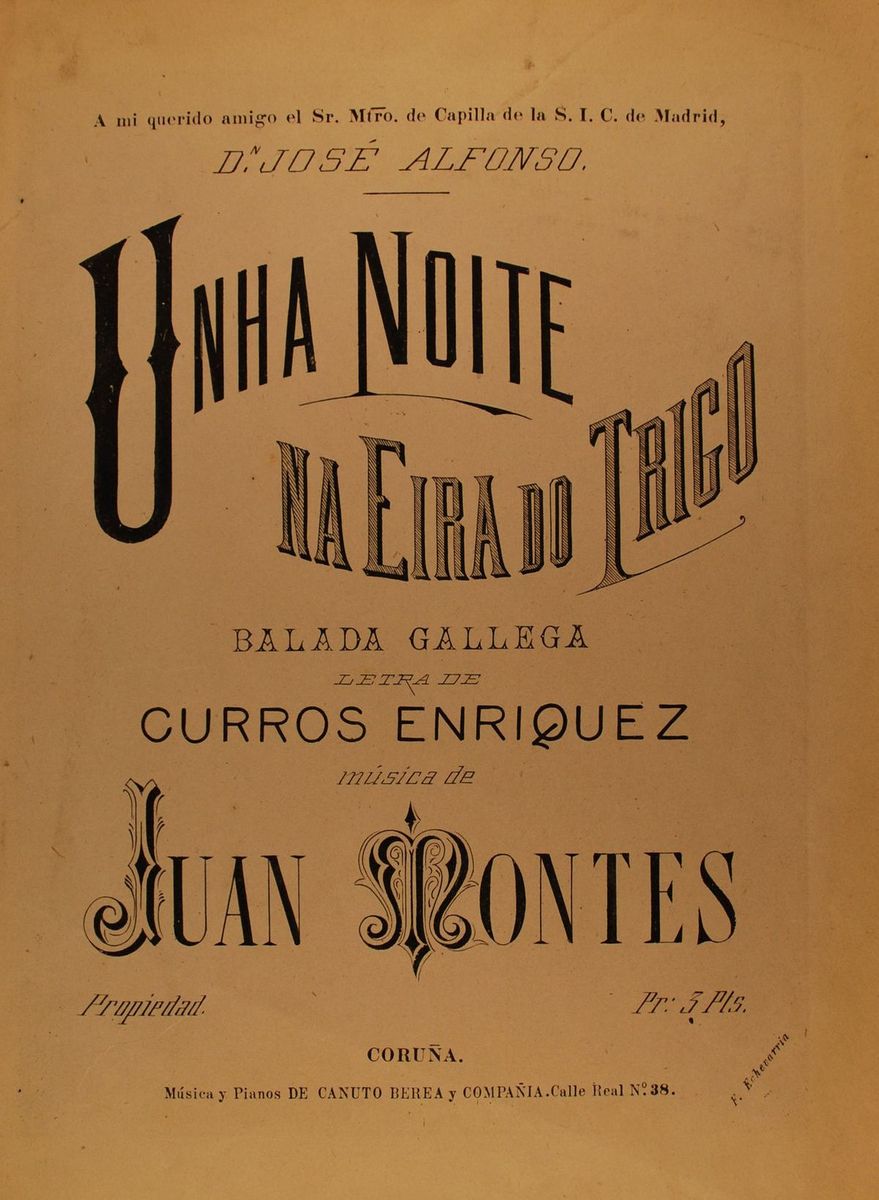 A mi querido amigo el Sr. Mtro. de Capilla de la S. I. C. de Madrid,
D.ⁿ JOSÉ ALFONSO.
UNHA NOITE
NA EIRA DO TRIGO
BALADA GALLEGA
LETRA DE
CURROS ENRIQUEZ
música de
JUAN MONTES
Propiedad.
Pr: 3 Pts.
CORUÑA.
Música y Pianos DE CANUTO BEREA y COMPAÑIA. Calle Real Nº. 38.
F. Echevarria